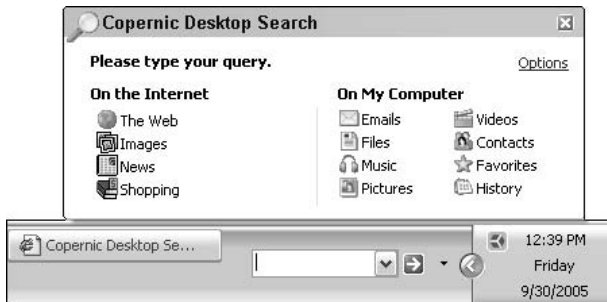 Copernic Desktop Search
Please type your query.
Options
On the Internet
The Web
Images
News
Shopping
On My Computer
Emails
Files
Music
Pictures
Videos
Contacts
Favorites
History
Copernic Desktop Se...
12:39 PM
Friday
9/30/2005